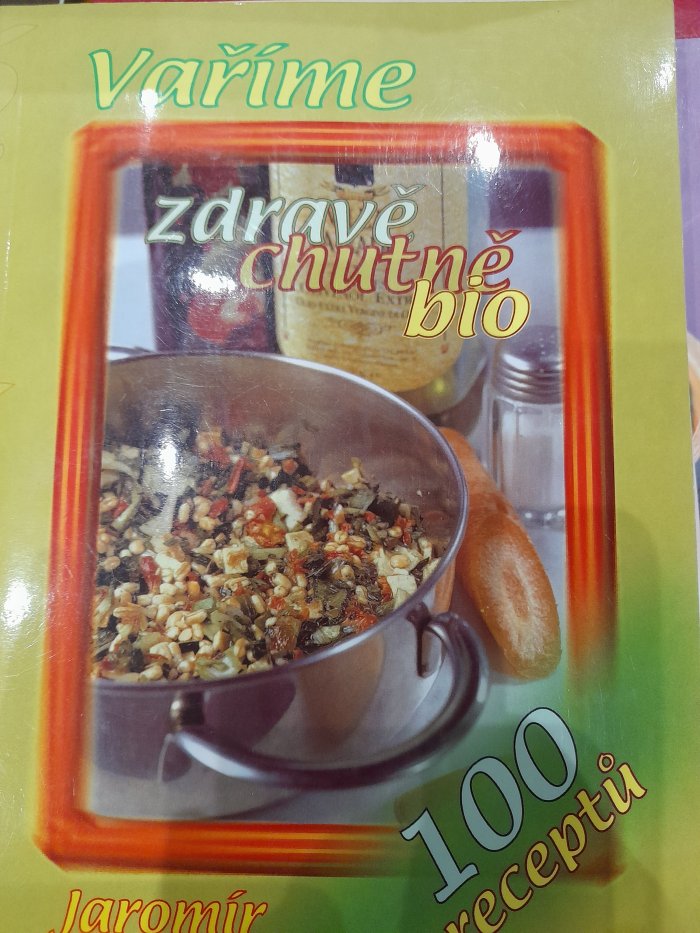 Vaříme
zdravě
chutně
bio
100
receptů
Jaromír